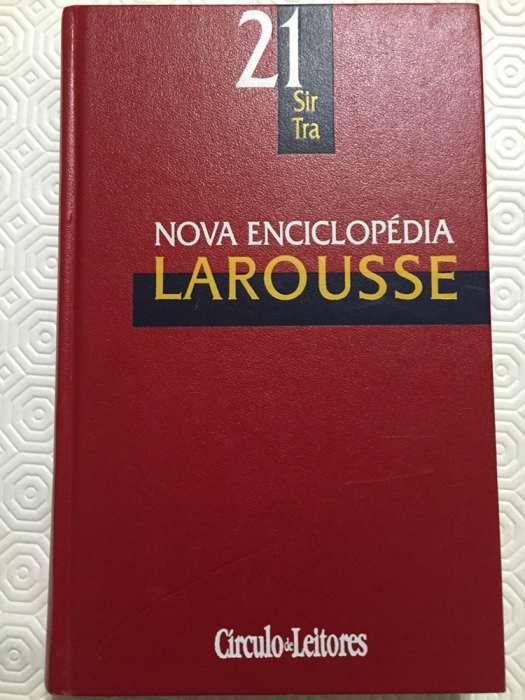 21
Sir
Tra
NOVA ENCICLOPÉDIA
LAROUSSE
Círculo de Leitores